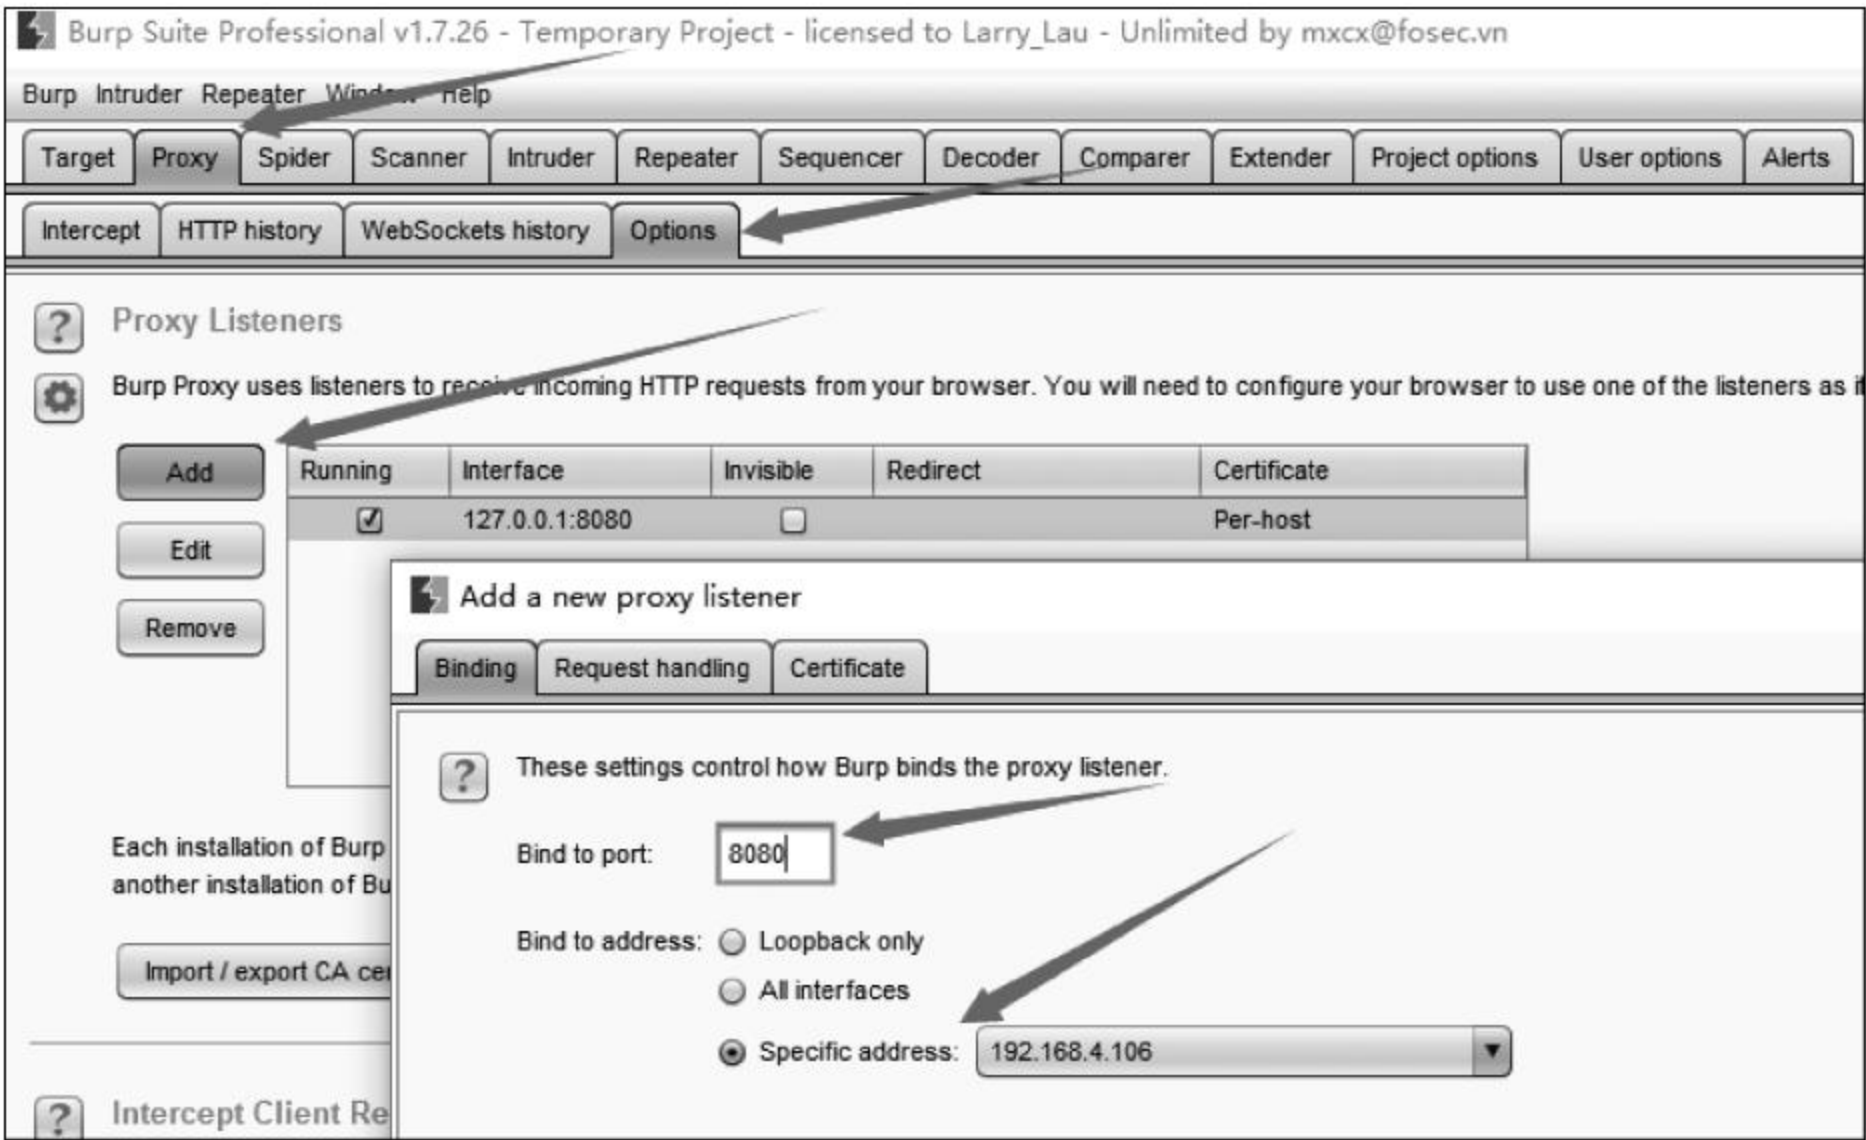 Burp Suite Professional v1.7.26 - Temporary Project - licensed to Larry_Lau - Unlimited by mxcx@fosec.vn
Burp Intruder Repeater Window Help
Target Proxy Spider Scanner Intruder Repeater Sequencer Decoder Comparer Extender Project options User options Alerts
Intercept HTTP history WebSockets history Options
? Proxy Listeners
Burp Proxy uses listeners to receive incoming HTTP requests from your browser. You will need to configure your browser to use one of the listeners as
Add Running Interface Invisible Redirect Certificate
127.0.0.1:8080 Per-host
Edit
Add a new proxy listener
Remove
Binding Request handling Certificate
? These settings control how Burp binds the proxy listener.
Each installation of Burp
another installation of Bu
Bind to port: 8080
Bind to address: Loopback only
Import / export CA cer
All interfaces
Specific address: 192.168.4.106
? Intercept Client Re